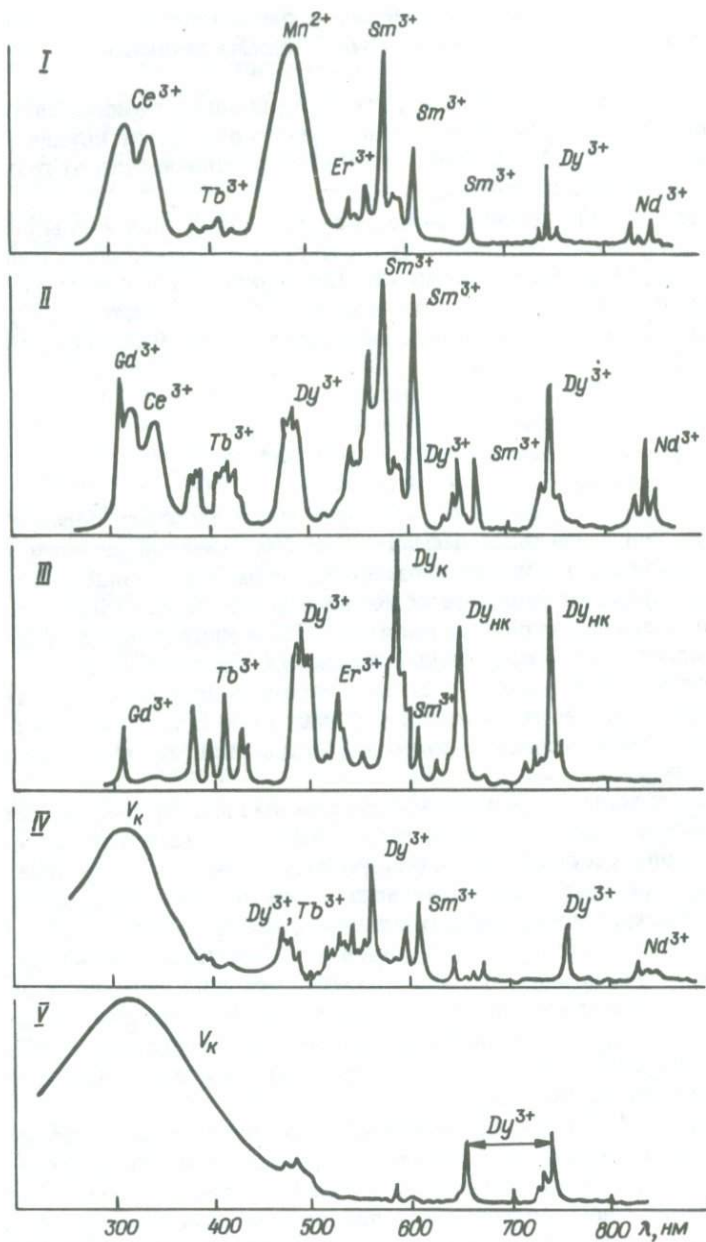 I
Ce3+
Tb3+
Mn2+
Er3+
Sm3+
Sm3+
Sm3+
Dy3+
Nd3+
II
Gd3+
Ce3+
Tb3+
Dy3+
Sm3+
Sm3+
Dy3+
Sm3+
Dy3+
Nd3+
III
Gd3+
Tb3+
Dy3+
Er3+
Dyк
Sm3+
Dyнк
Dyнк
IV
Vк
Dy3+, Tb3+
Dy3+
Sm3+
Dy3+
Nd3+
V
Vк
Dy3+
300 400 500 600 700 800 λ, нм